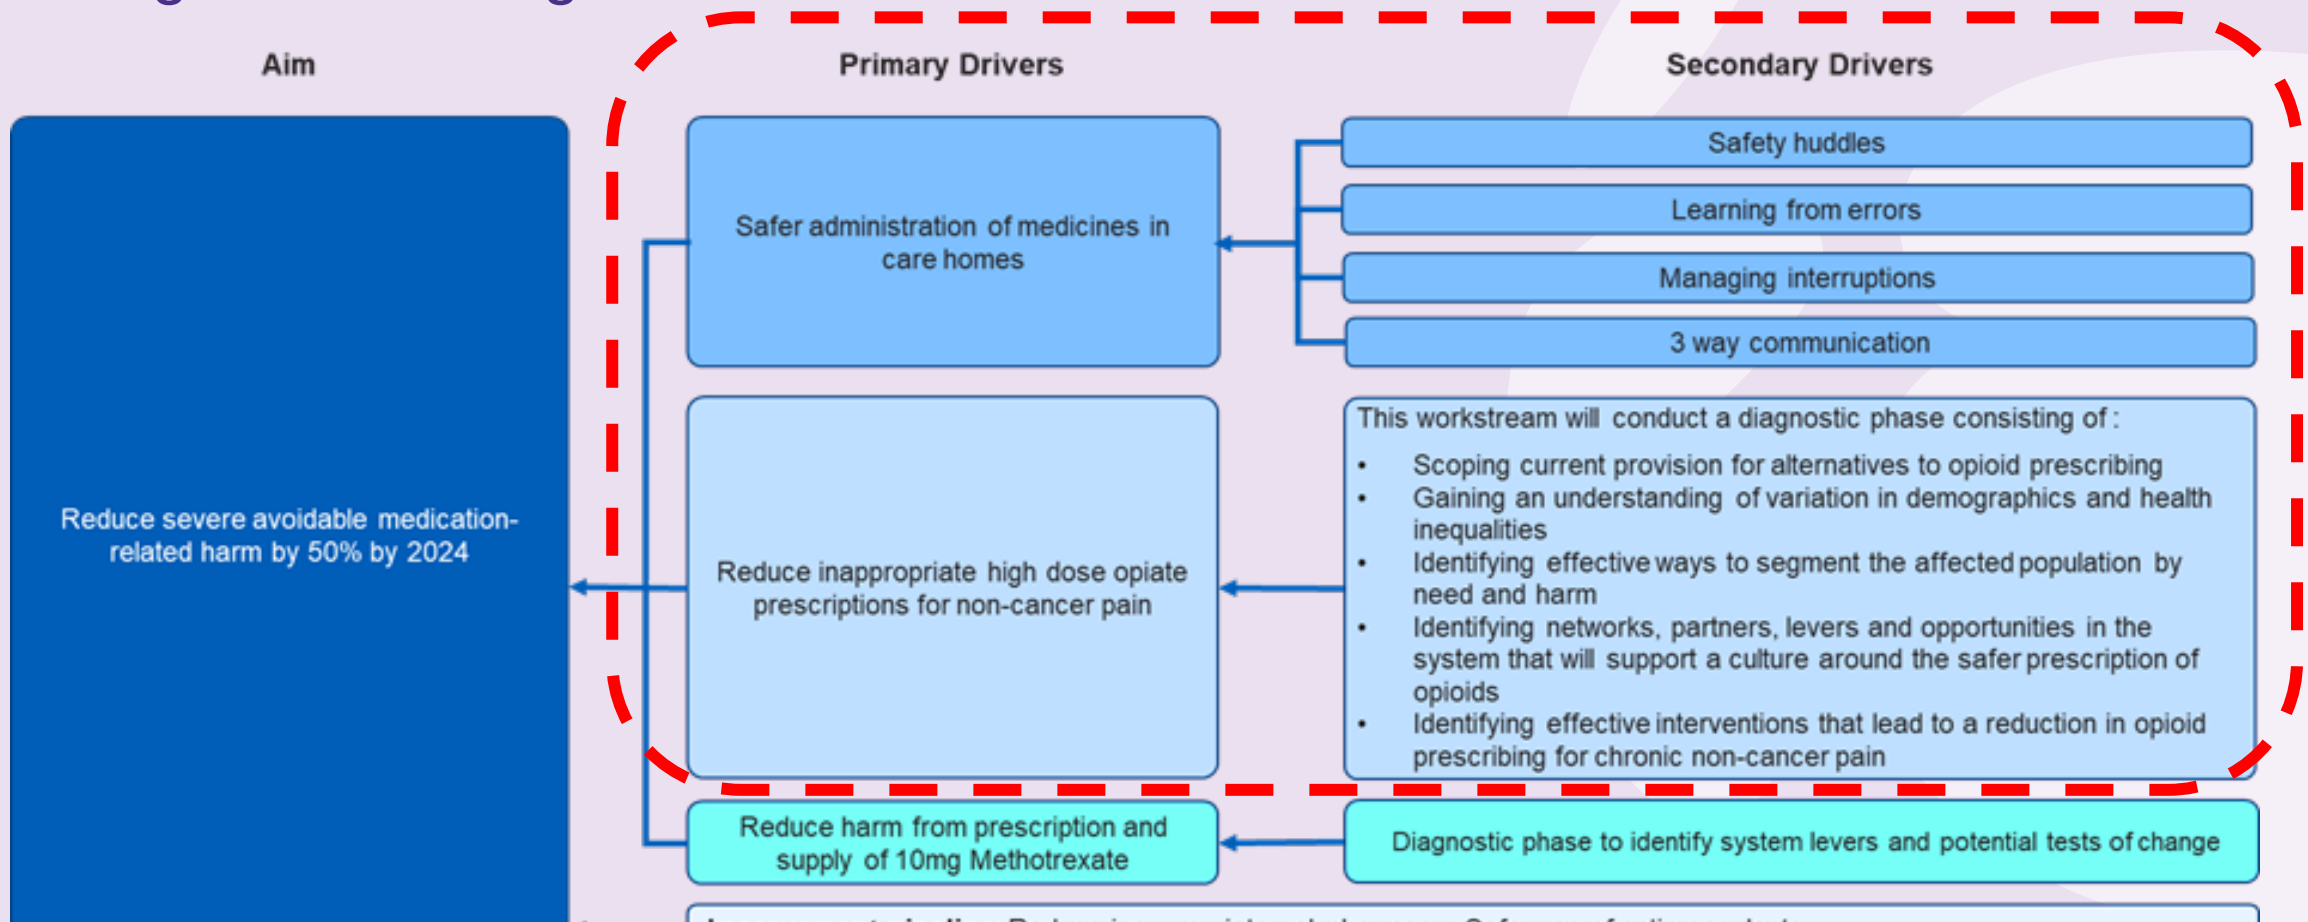 Aim
Primary Drivers
Secondary Drivers
Reduce severe avoidable medication-
related harm by 50% by 2024
Safer administration of medicines in
care homes
Safety huddles
Learning from errors
Managing interruptions
3 way communication
Reduce inappropriate high dose opiate
prescriptions for non-cancer pain
This workstream will conduct a diagnostic phase consisting of :
• Scoping current provision for alternatives to opioid prescribing
• Gaining an understanding of variation in demographics and health
inequalities
• Identifying effective ways to segment the affected population by
need and harm
• Identifying networks, partners, levers and opportunities in the
system that will support a culture around the safer prescription of
opioids
• Identifying effective interventions that lead to a reduction in opioid
prescribing for chronic non-cancer pain
Reduce harm from prescription and
supply of 10mg Methotrexate
Diagnostic phase to identify system levers and potential tests of change